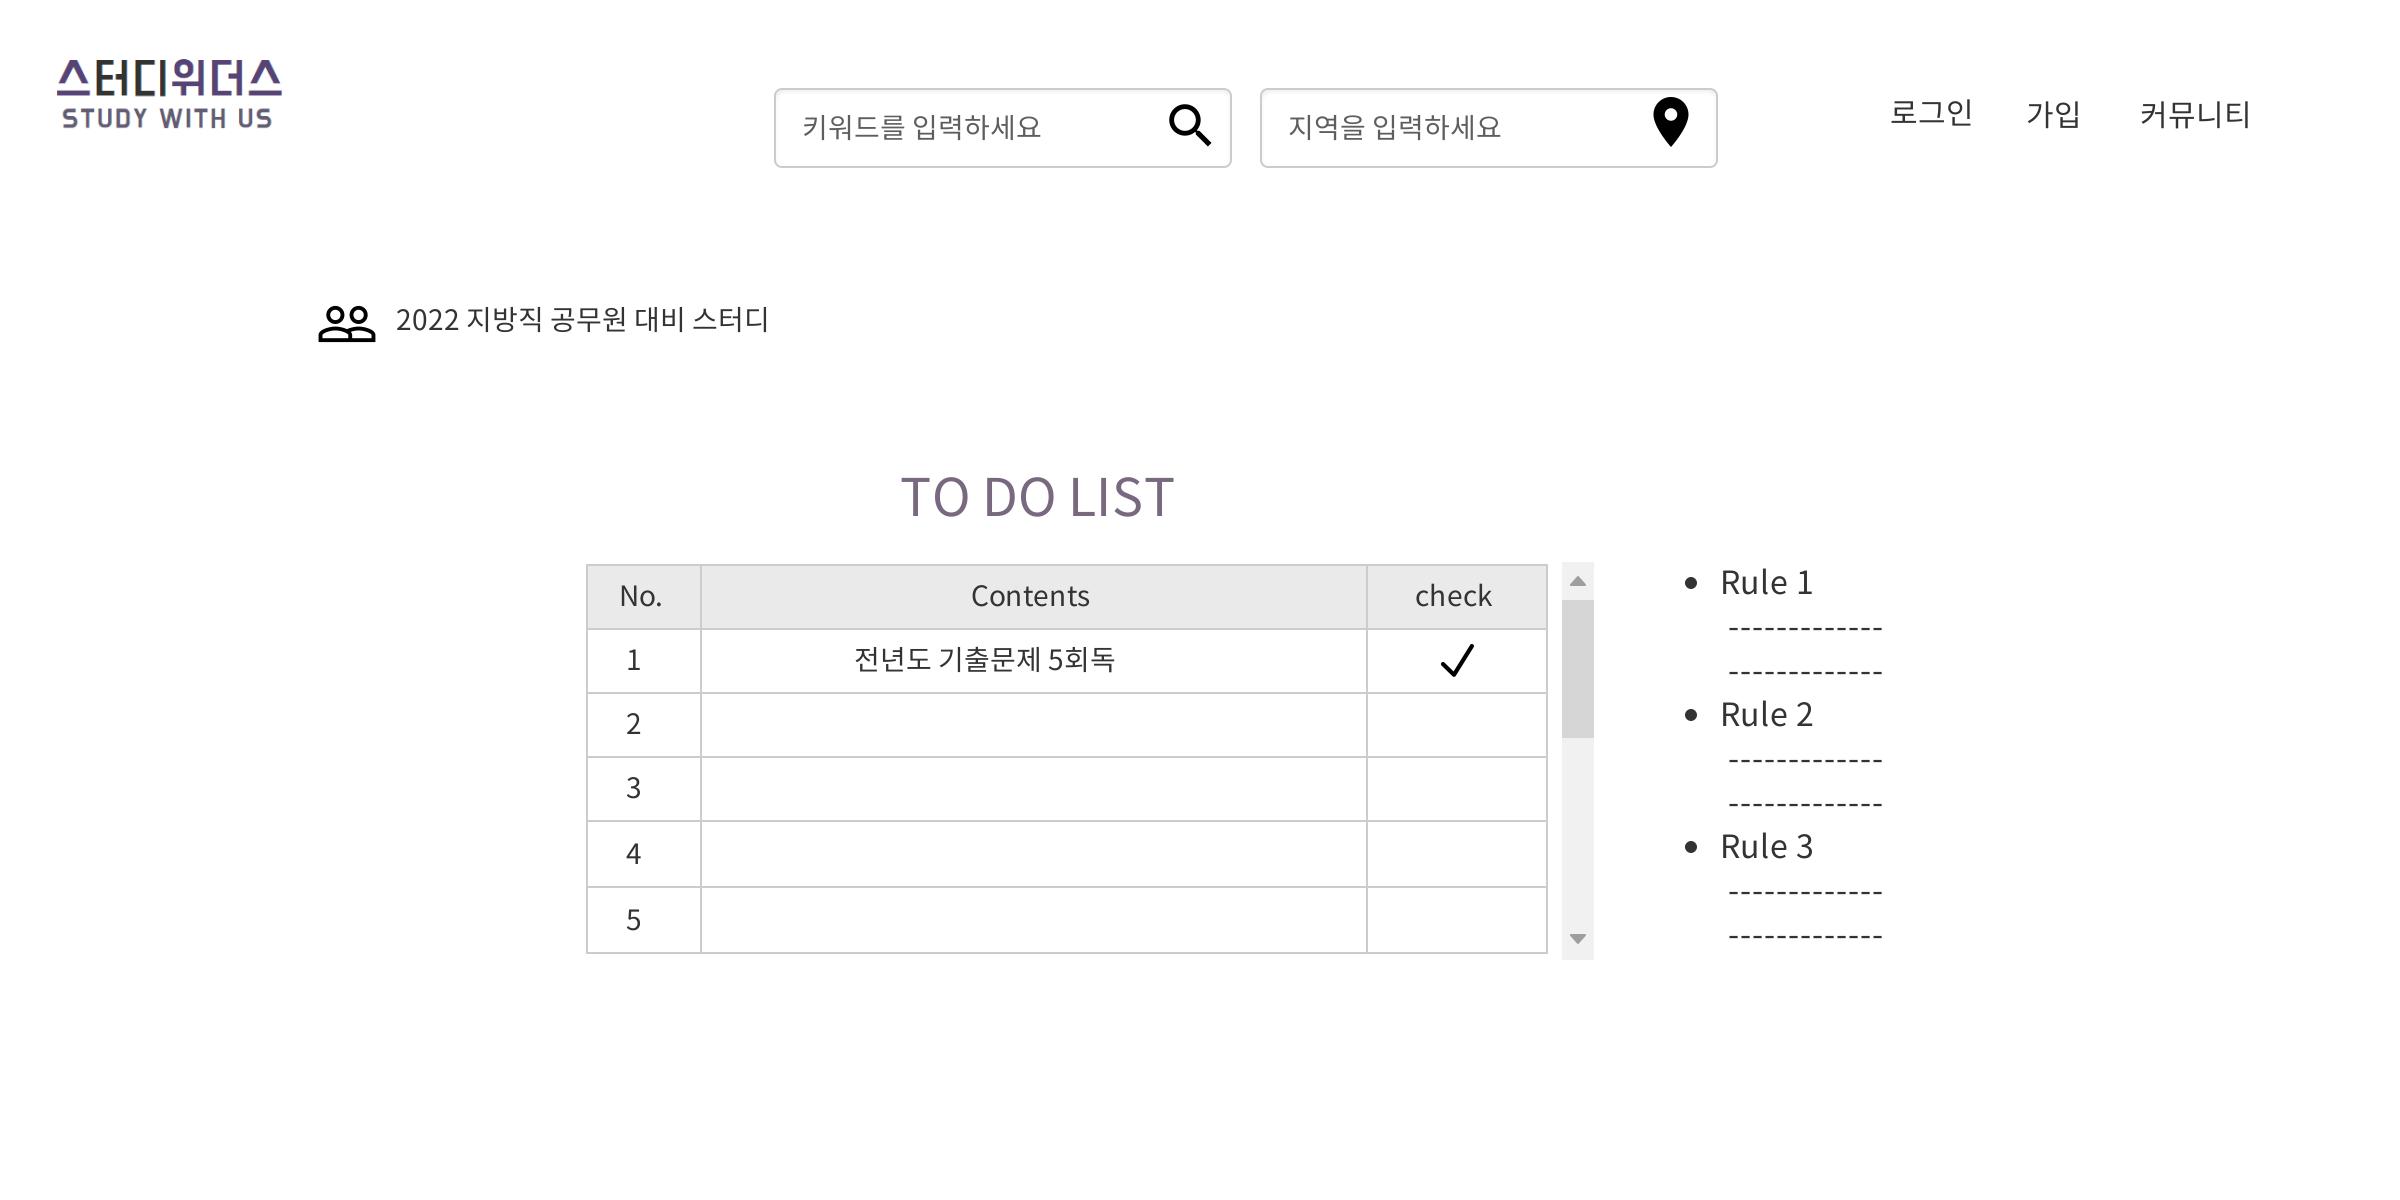 스터디위더스
STUDY WITH US
키워드를 입력하세요
지역을 입력하세요
로그인 가입 커뮤니티
2022 지방직 공무원 대비 스터디
TO DO LIST
No. Contents check
1 전년도 기출문제 5회독
2
3
4
5
• Rule 1
-------------
-------------
• Rule 2
-------------
-------------
• Rule 3
-------------
-------------